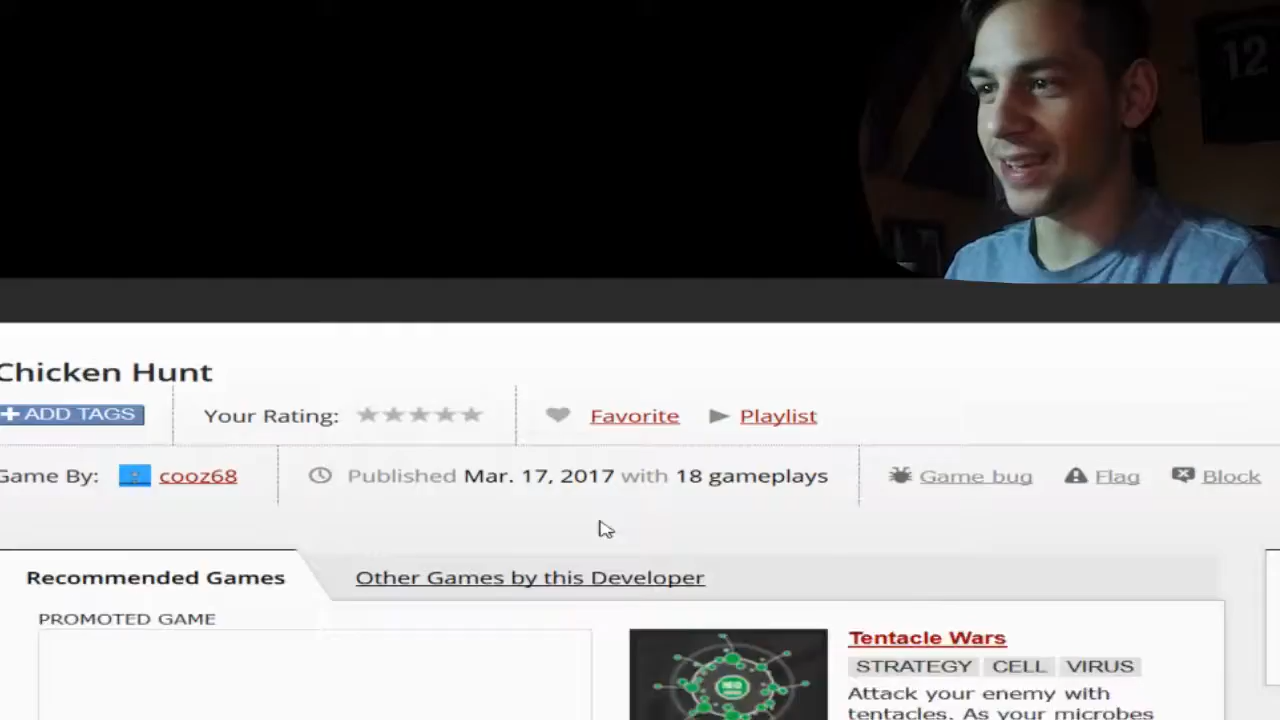 12
Chicken Hunt
+ ADD TAGS
Your Rating:
Favorite
Playlist
Game By: cooz68
Published Mar. 17, 2017 with 18 gameplays
Game bug
Flag
Block
Recommended Games
Other Games by this Developer
PROMOTED GAME
Tentacle Wars
STRATEGY CELL VIRUS
Attack your enemy with
tentacles. As your microbes